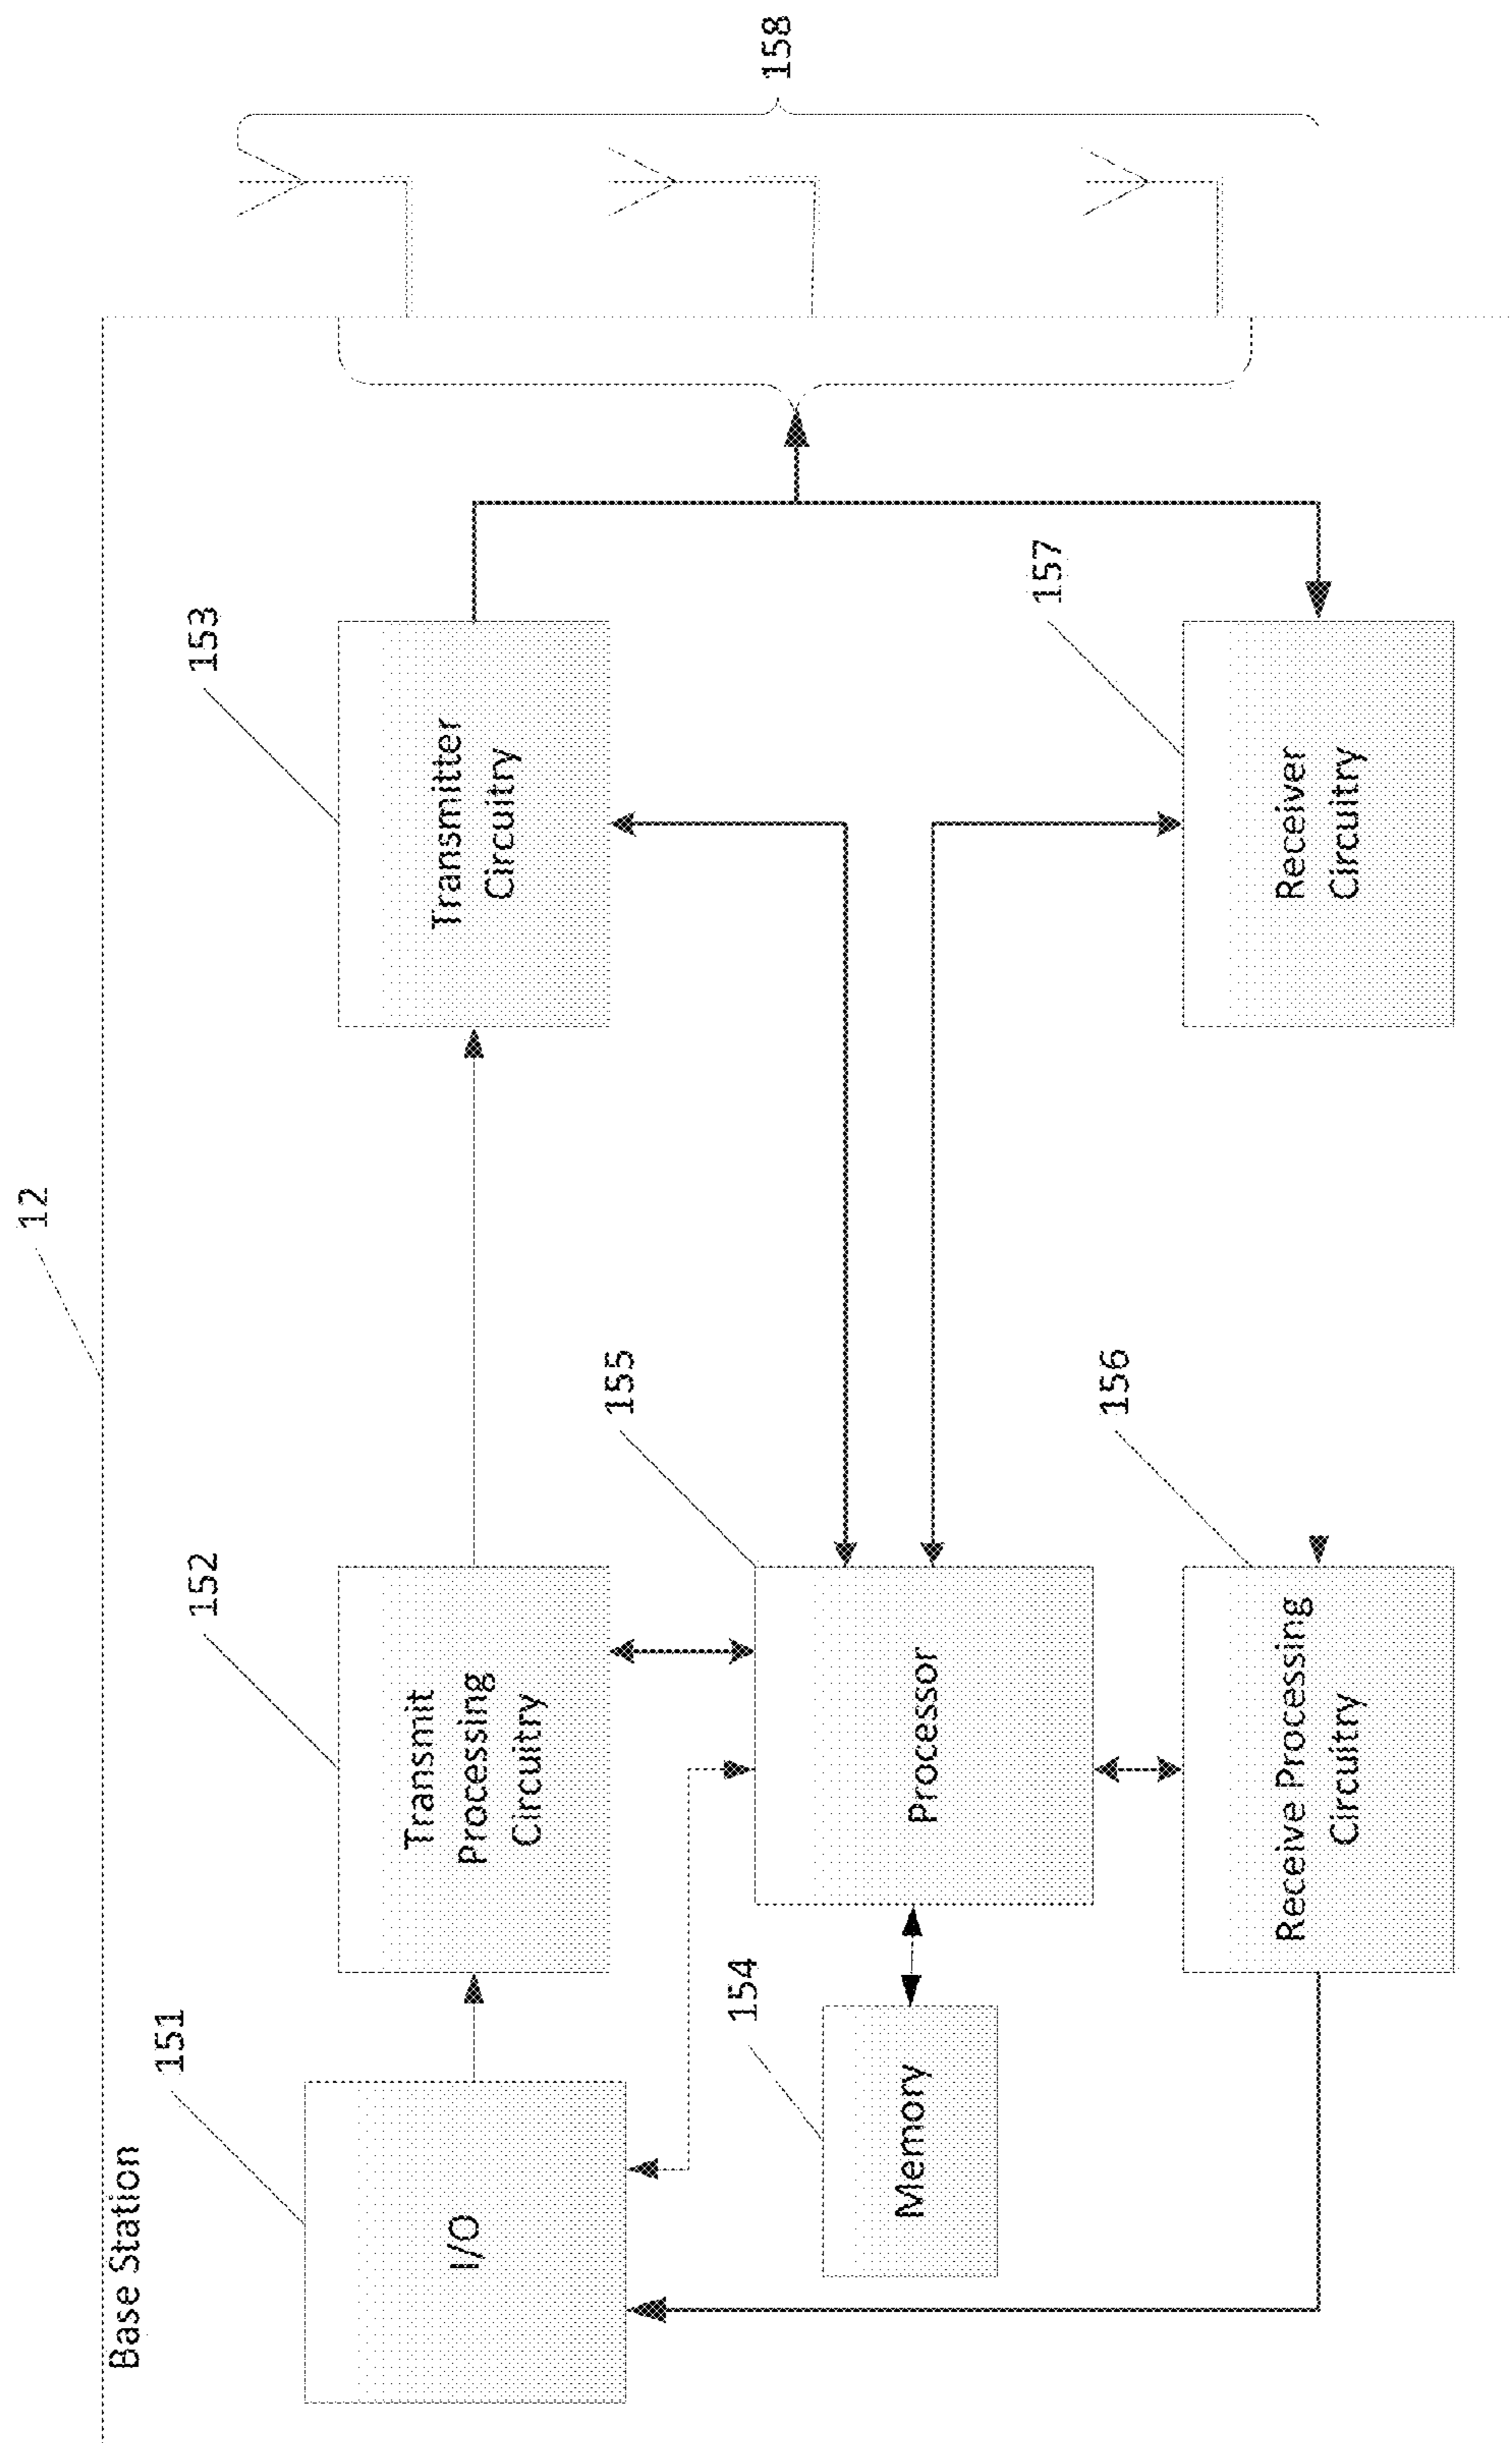 12
Base Station
151
I/O
152
Transmit
Processing
Circuitry
153
Transmitter
Circuitry
154
Memory
155
Processor
156
Receive Processing
Circuitry
157
Receiver
Circuitry
158